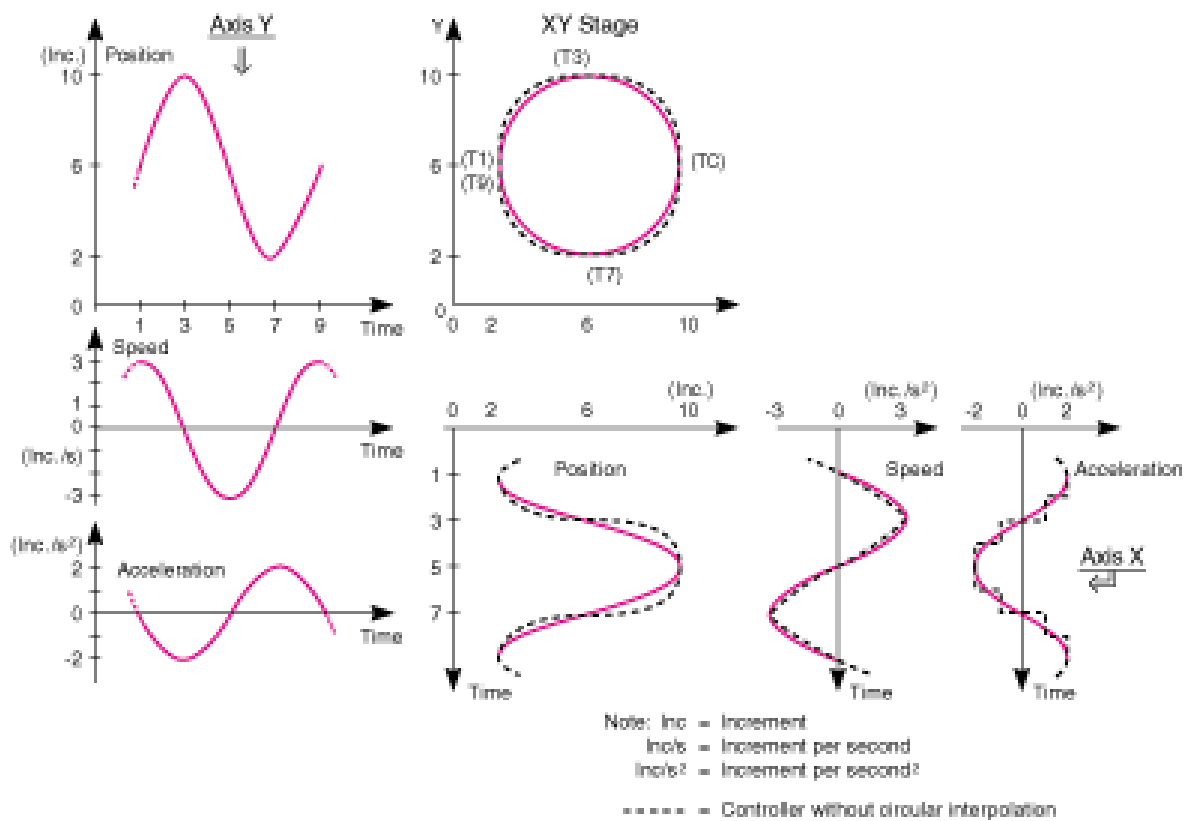 Axis Y
(Inc.) Position
10
6
2
0
1 3 5 7 9 Time
Y XY Stage
(T3)
10
6
(T1)
(T9)
(TC)
2
(T7)
0
0 2 6 10
Speed
3
1
0
Time
(Inc./s)
-3
(Inc./s²)
2
Acceleration
0
Time
-2
(Inc.)
0 2 6 10
Position
1
3
5
7
Time
(Inc./s²)
-3 0 3
Speed
Time
(Inc./s²)
-2 0 2
Acceleration
Axis X
Time
Note: Inc = Increment
Inc/s = Increment per second
Inc/s² = Increment per second²
----- = Controller without circular interpolation